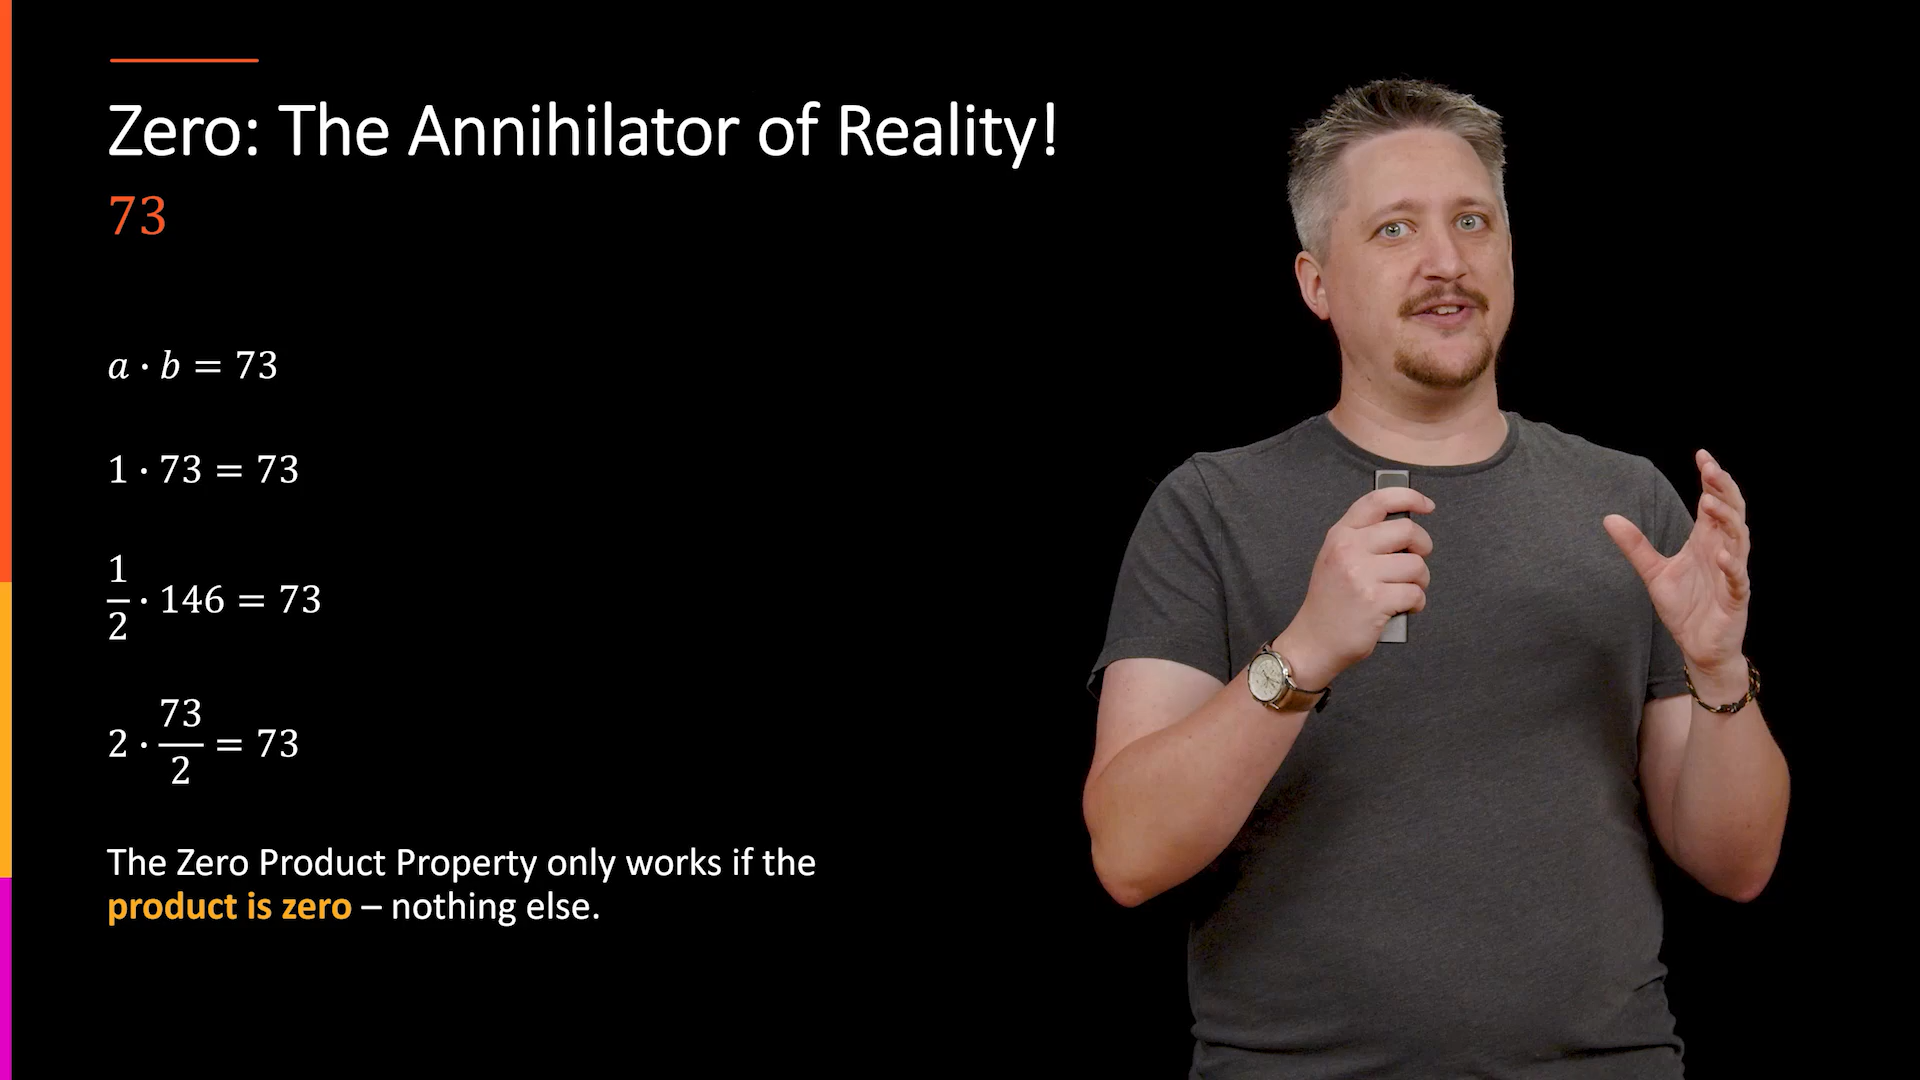 Zero: The Annihilator of Reality!
73
a · b = 73
1 · 73 = 73
1/2 · 146 = 73
2 · 73/2 = 73
The Zero Product Property only works if the
product is zero – nothing else.